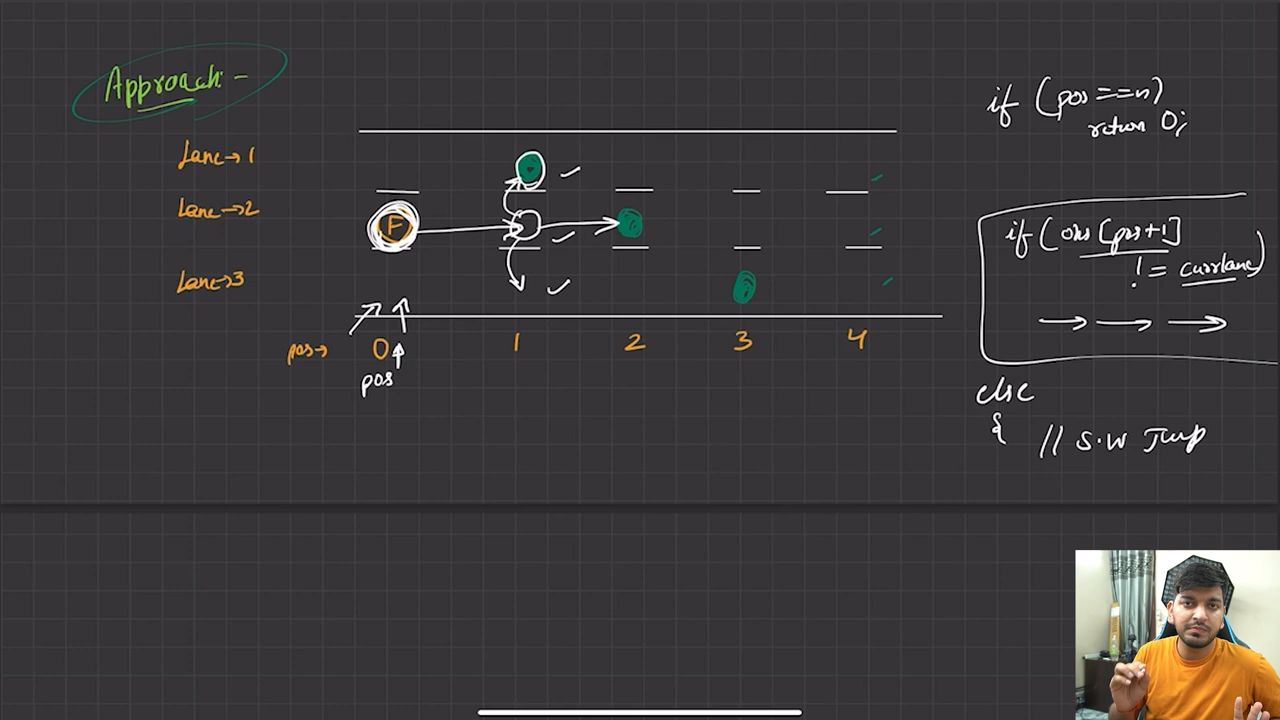 Approach:-
if (pos==n)
return 0;
Lane→1
Lane→2
F
if (obs[pos+1]
!= currlane)
Lane→3
pos→ 0 1 2 3 4
pos
else
{ // S.W Jump